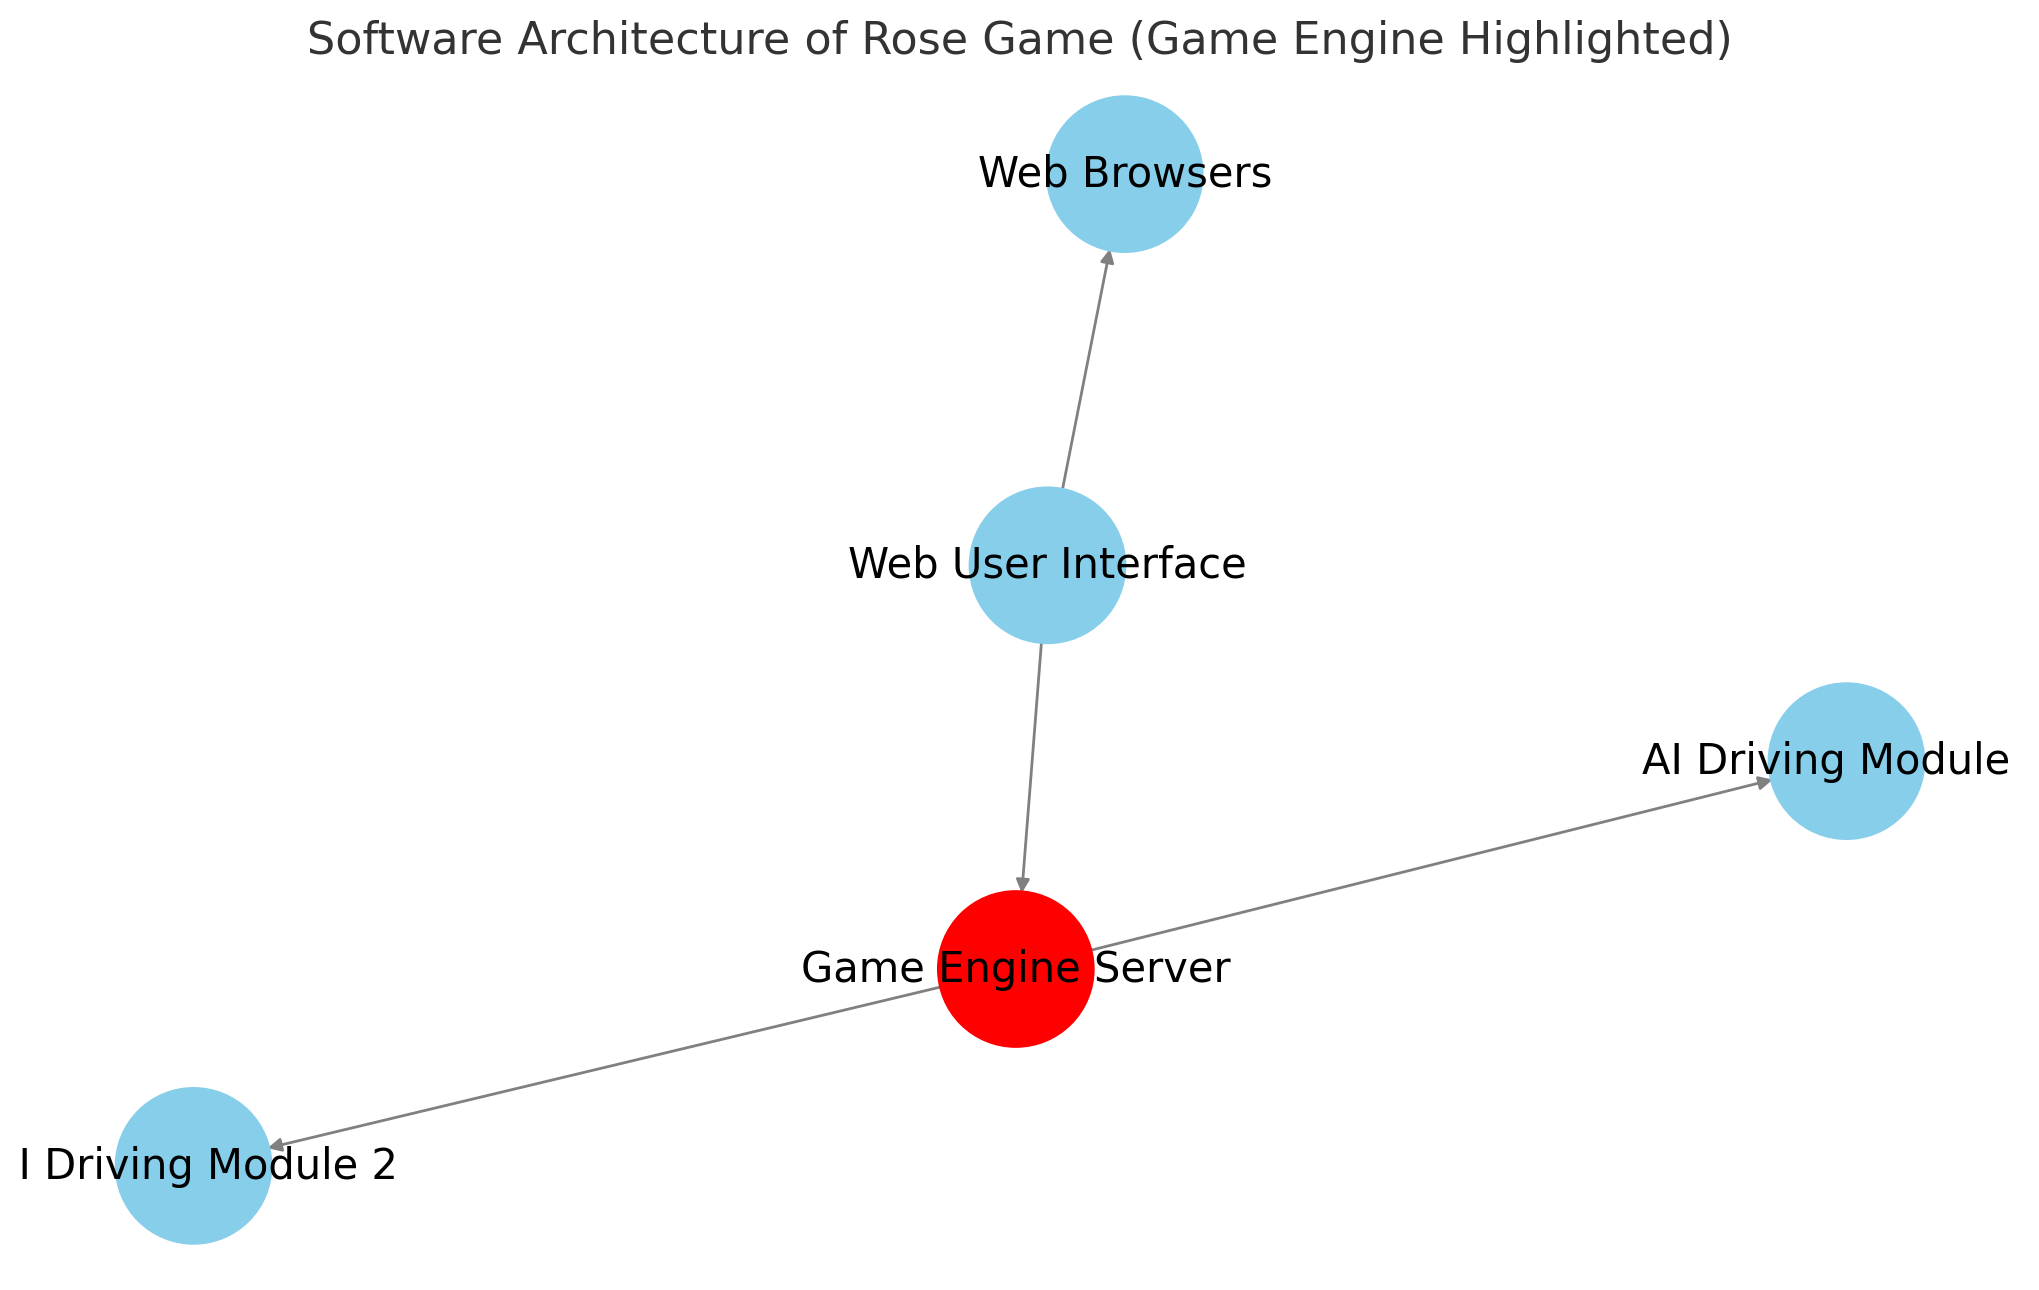 Software Architecture of Rose Game (Game Engine Highlighted)
Web Browsers
Web User Interface
AI Driving Module
Game Engine Server
I Driving Module 2